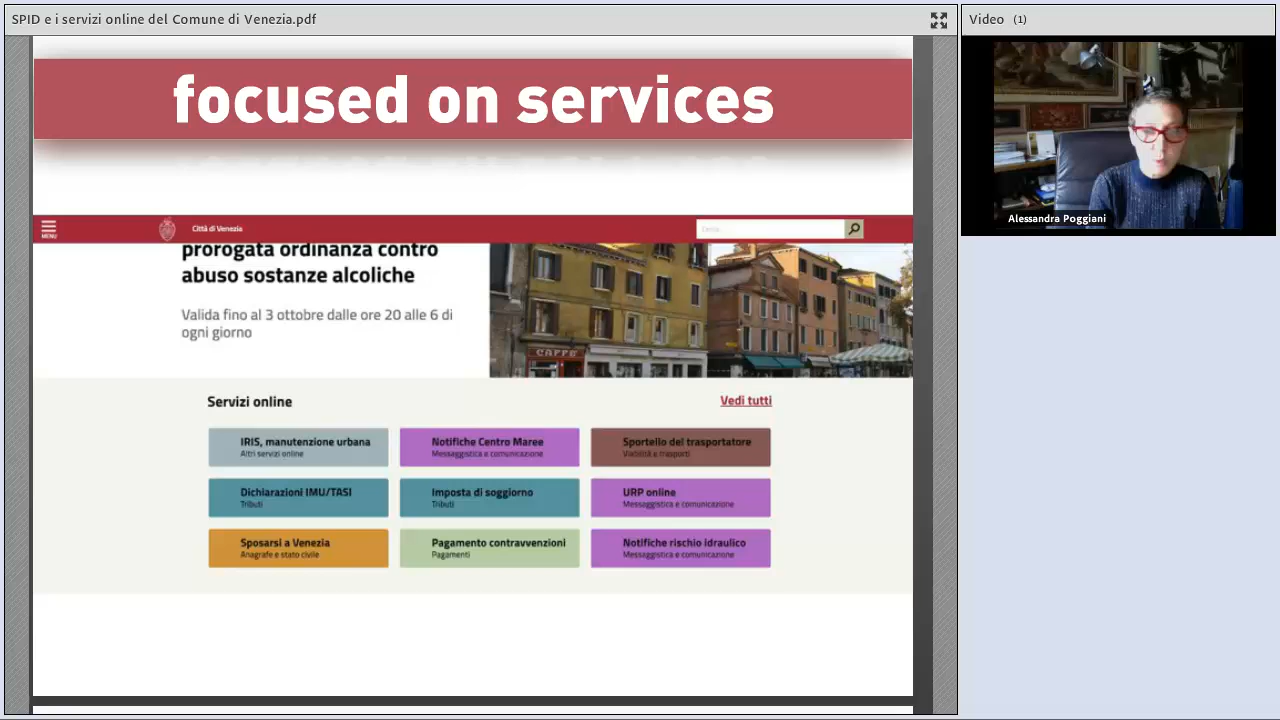 SPID e i servizi online del Comune di Venezia.pdf
Video (1)
focused on services
MENU
Città di Venezia
Cerca...
prorogata ordinanza contro
abuso sostanze alcoliche
Valida fino al 3 ottobre dalle ore 20 alle 6 di
ogni giorno
CAFFE
Servizi online
Vedi tutti
IRIS, manutenzione urbana
Altri servizi online
Notifiche Centro Maree
Messaggistica e comunicazione
Sportello del trasportatore
Viabilità e trasporti
Dichiarazioni IMU/TASI
Tributi
Imposta di soggiorno
Tributi
URP online
Messaggistica e comunicazione
Sposarsi a Venezia
Anagrafe e stato civile
Pagamento contravvenzioni
Pagamenti
Notifiche rischio idraulico
Messaggistica e comunicazione
Alessandra Poggiani